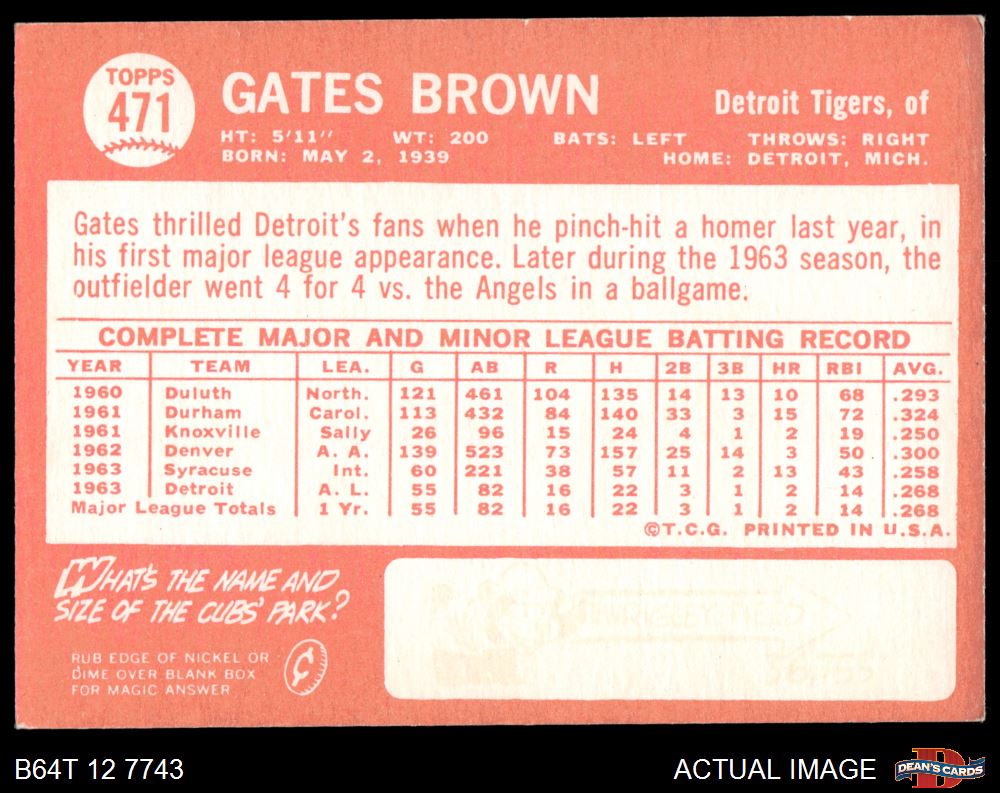 TOPPS
471
GATES BROWN
Detroit Tigers, of
HT: 5'11" WT: 200 BATS: LEFT THROWS: RIGHT
BORN: MAY 2, 1939 HOME: DETROIT, MICH.
Gates thrilled Detroit's fans when he pinch-hit a homer last year, in
his first major league appearance. Later during the 1963 season, the
outfielder went 4 for 4 vs. the Angels in a ballgame.
COMPLETE MAJOR AND MINOR LEAGUE BATTING RECORD
YEAR TEAM LEA. G AB R H 2B 3B HR RBI AVG.
1960 Duluth North. 121 461 104 135 14 13 10 68 .293
1961 Durham Carol. 113 432 84 140 33 3 15 72 .324
1961 Knoxville Sally 26 96 15 24 4 1 2 19 .250
1962 Denver A. A. 139 523 73 157 25 14 3 50 .300
1963 Syracuse Int. 60 221 38 57 11 2 13 43 .258
1963 Detroit A. L. 55 82 16 22 3 1 2 14 .268
Major League Totals 1 Yr. 55 82 16 22 3 1 2 14 .268
©T.C.G. PRINTED IN U.S.A.
WHAT'S THE NAME AND
SIZE OF THE CUBS' PARK?
RUB EDGE OF NICKEL OR
DIME OVER BLANK BOX
FOR MAGIC ANSWER
¢
WRIGLEY FIELD
B64T 12 7743
ACTUAL IMAGE
DEAN'S CARDS